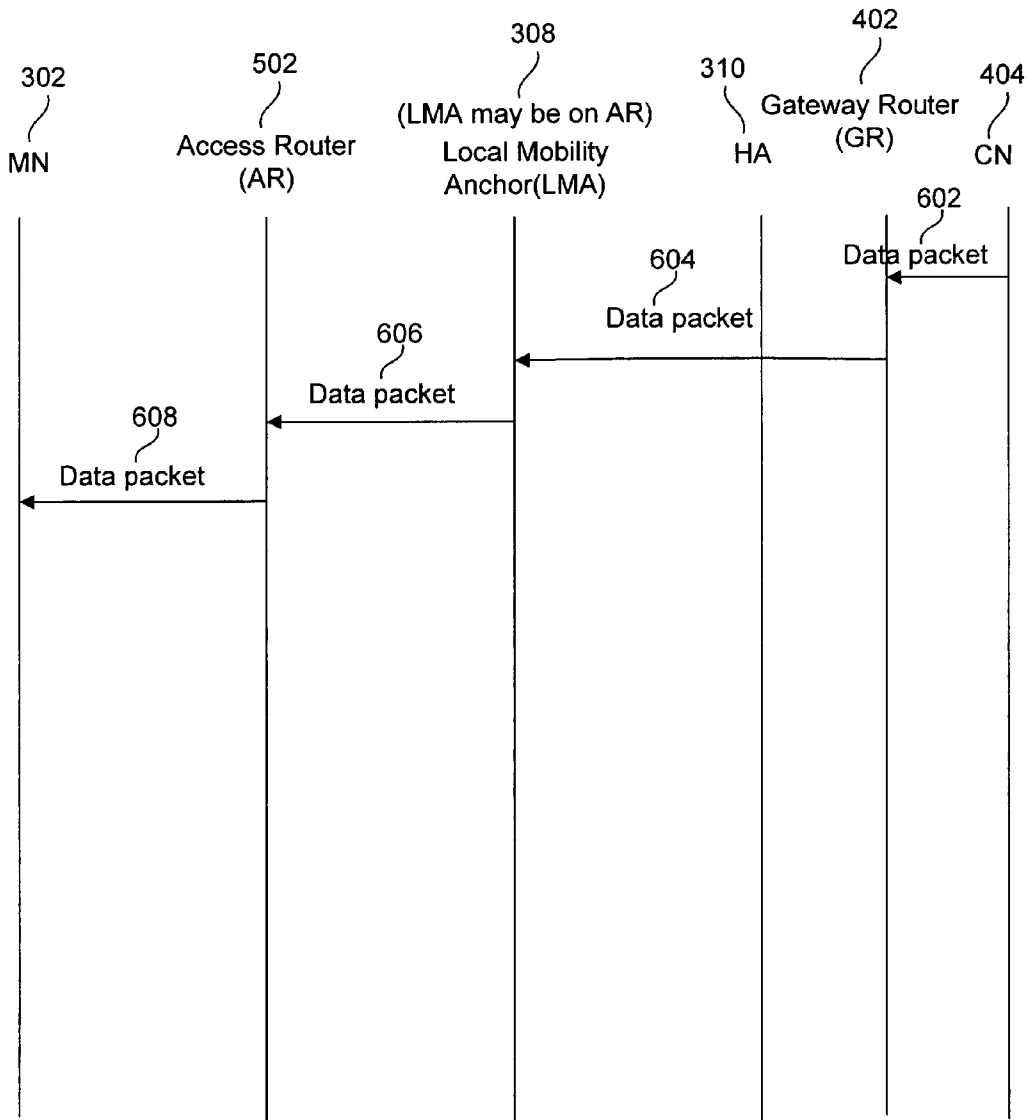 302
MN
502
Access Router
(AR)
308
(LMA may be on AR)
Local Mobility
Anchor(LMA)
310
HA
402
Gateway Router
(GR)
404
CN
602
Data packet
604
Data packet
606
Data packet
608
Data packet